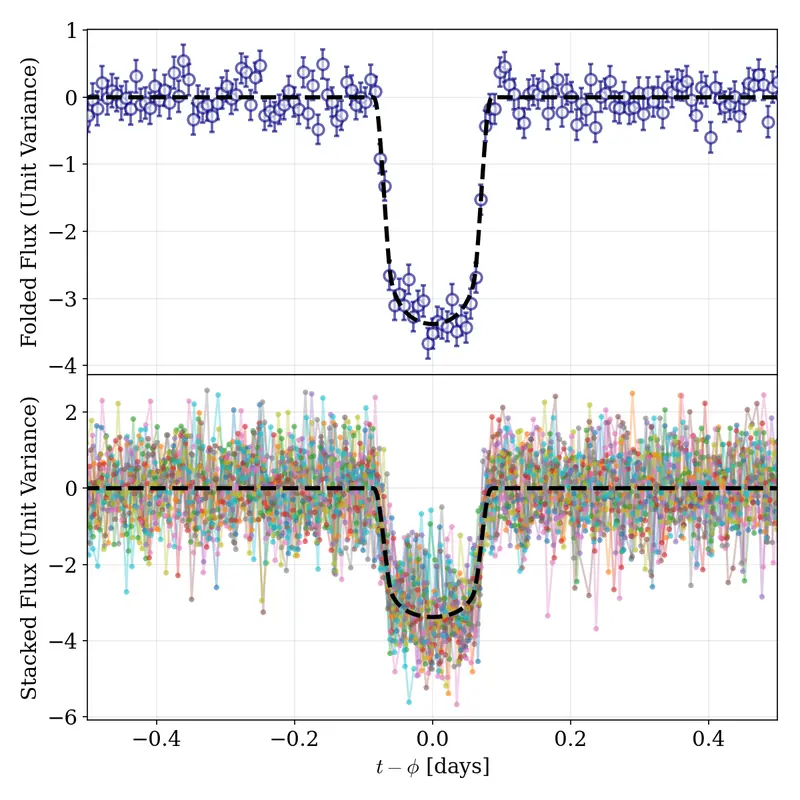 1
0
−1
−2
−3
−4
Folded Flux (Unit Variance)
2
0
−2
−4
−6
Stacked Flux (Unit Variance)
−0.4 −0.2 0.0 0.2 0.4
t − ϕ [days]